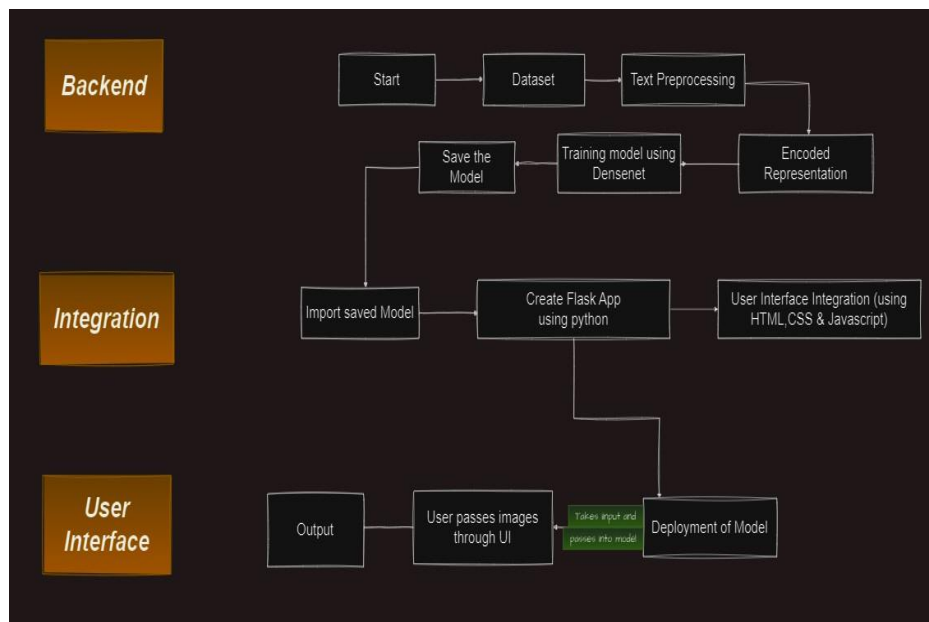 Backend
Start
Dataset
Text Preprocessing
Save the
Model
Training model using
Densenet
Encoded
Representation
Integration
Import saved Model
Create Flask App
using python
User Interface Integration (using
HTML,CSS & Javascript)
User
Interface
Output
User passes images
through UI
Takes input and
passes into model
Deployment of Model